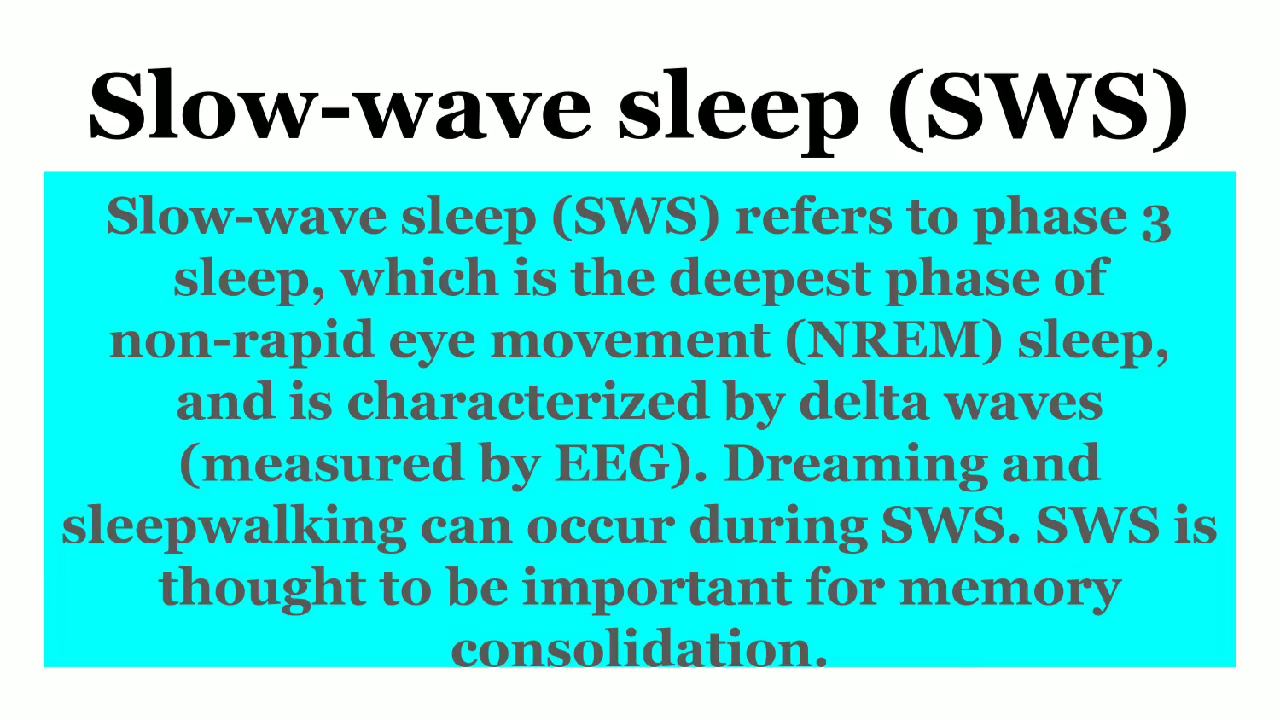 Slow-wave sleep (SWS)
Slow-wave sleep (SWS) refers to phase 3
sleep, which is the deepest phase of
non-rapid eye movement (NREM) sleep,
and is characterized by delta waves
(measured by EEG). Dreaming and
sleepwalking can occur during SWS. SWS is
thought to be important for memory
consolidation.